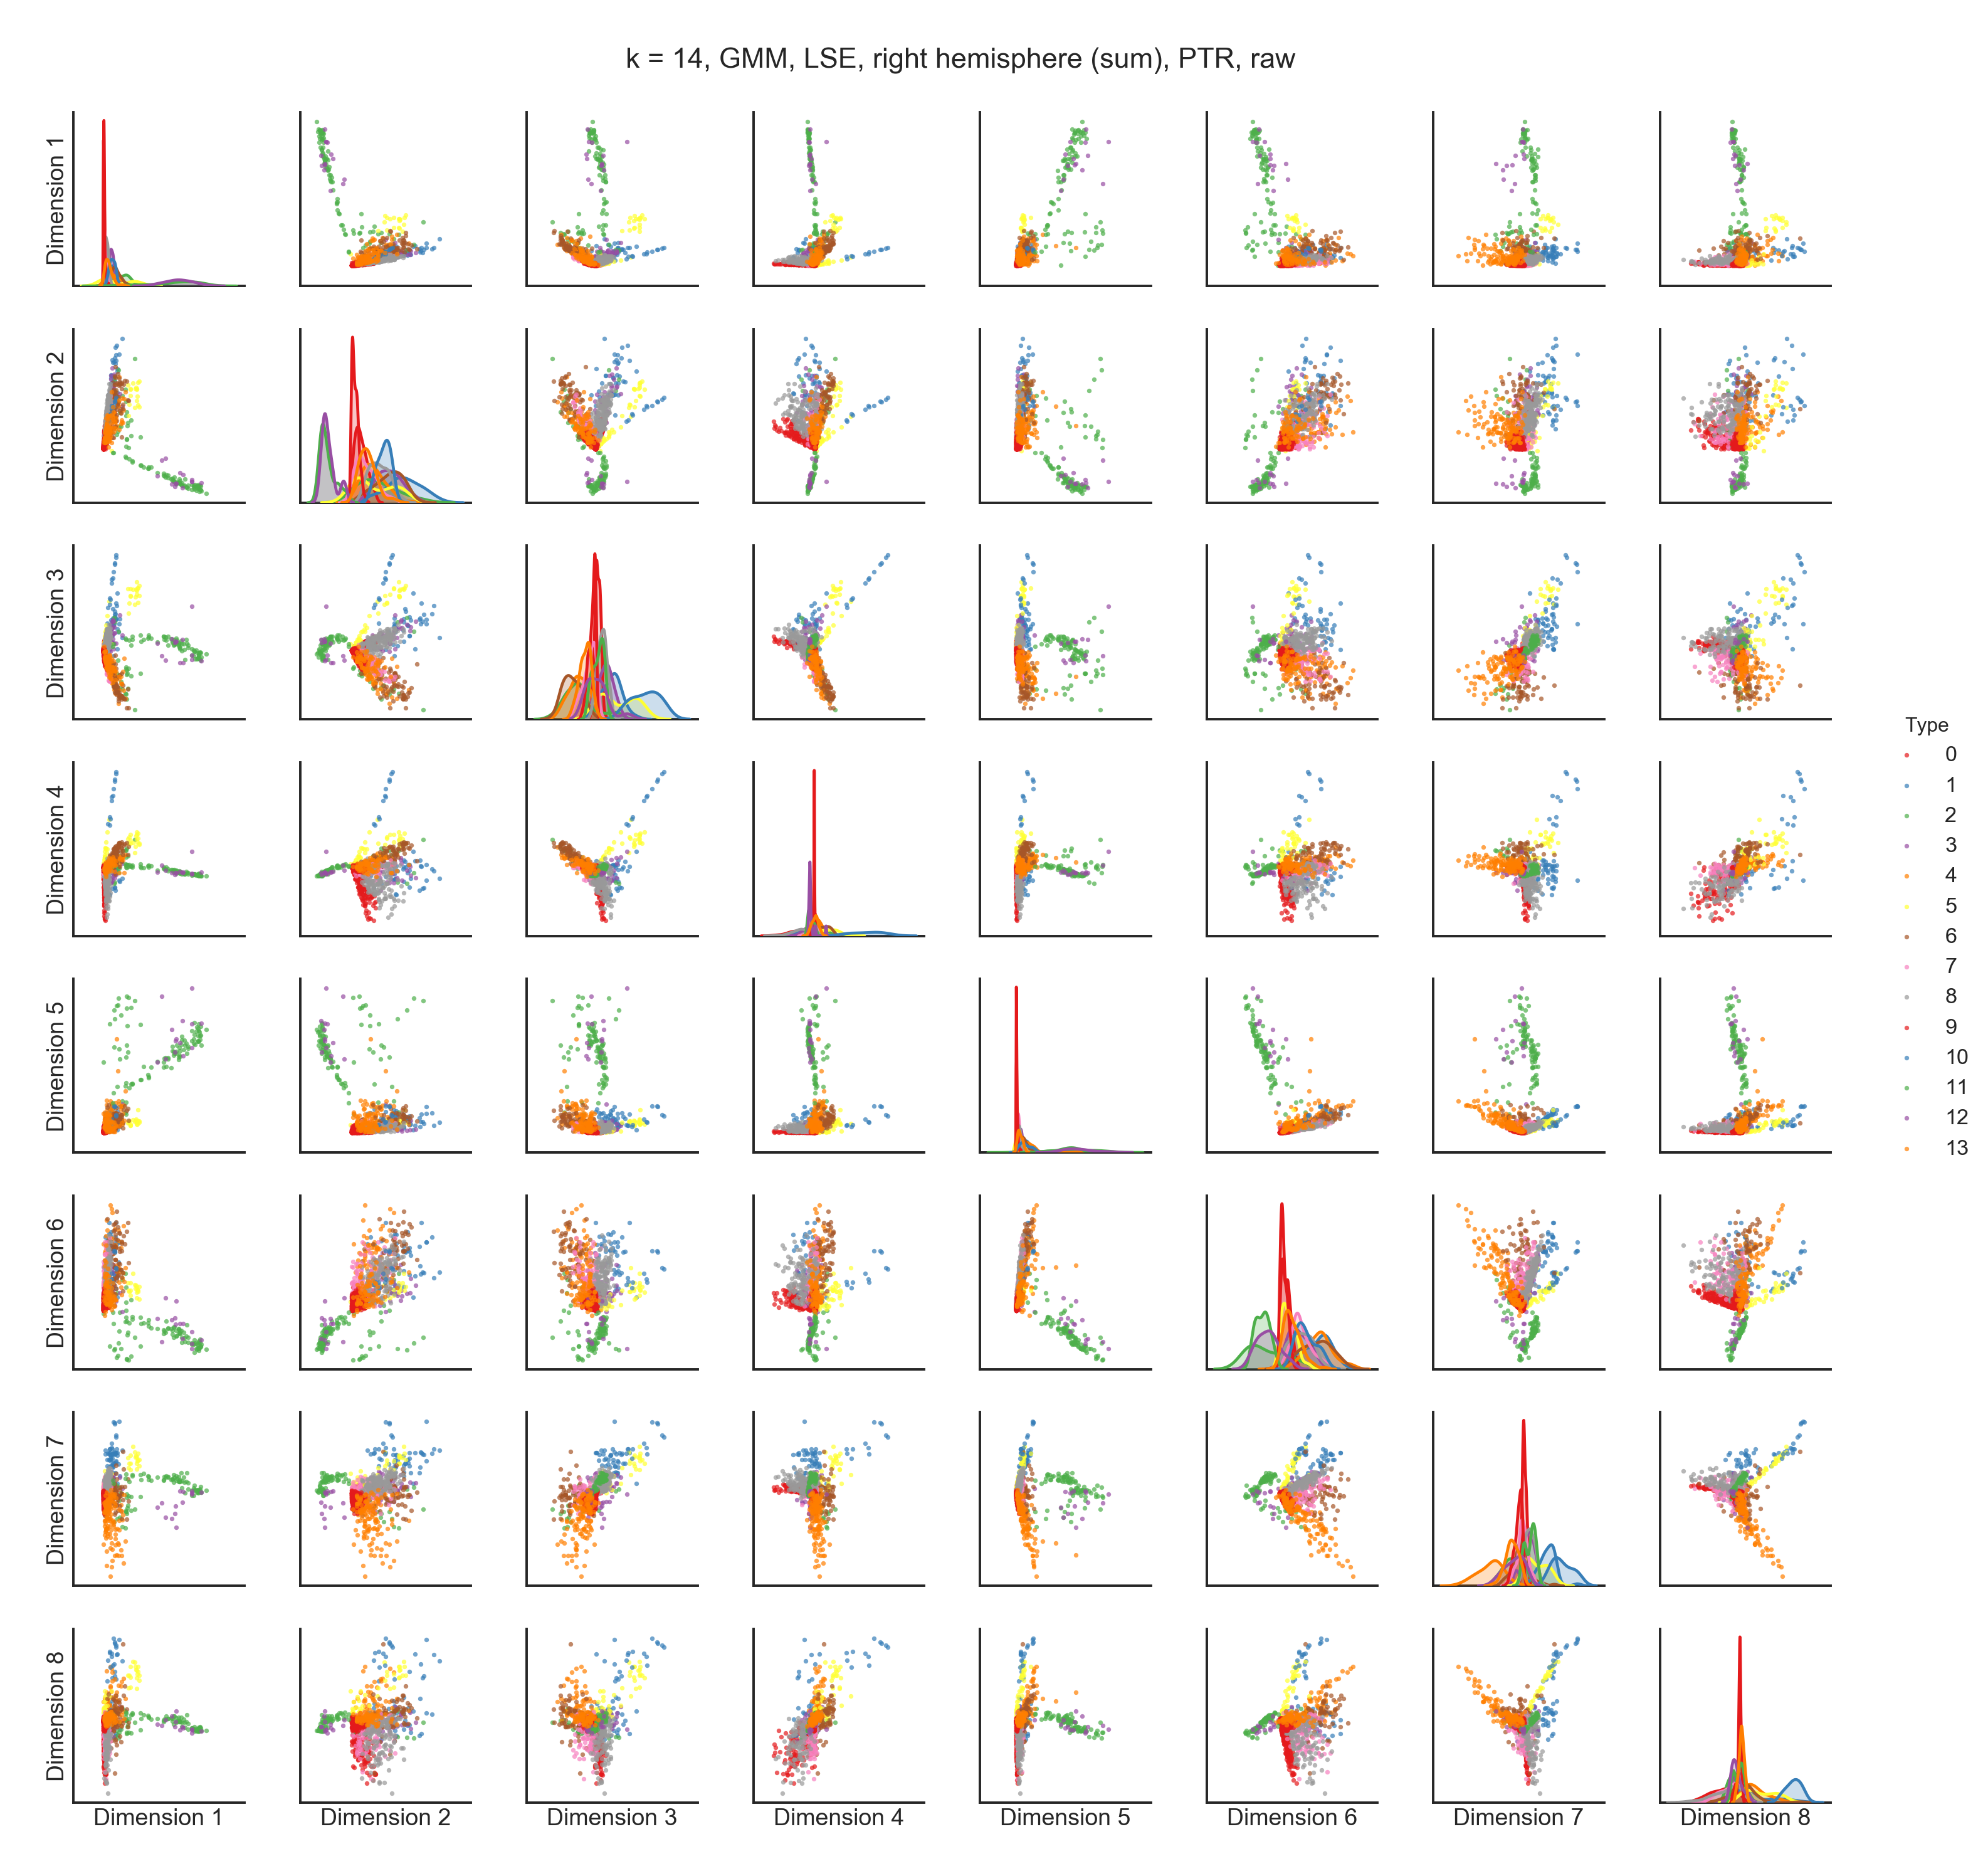 k = 14, GMM, LSE, right hemisphere (sum), PTR, raw
Dimension 1
Dimension 2
Dimension 3
Dimension 4
Dimension 5
Dimension 6
Dimension 7
Dimension 8
Type
0
1
2
3
4
5
6
7
8
9
10
11
12
13
Dimension 1
Dimension 2
Dimension 3
Dimension 4
Dimension 5
Dimension 6
Dimension 7
Dimension 8